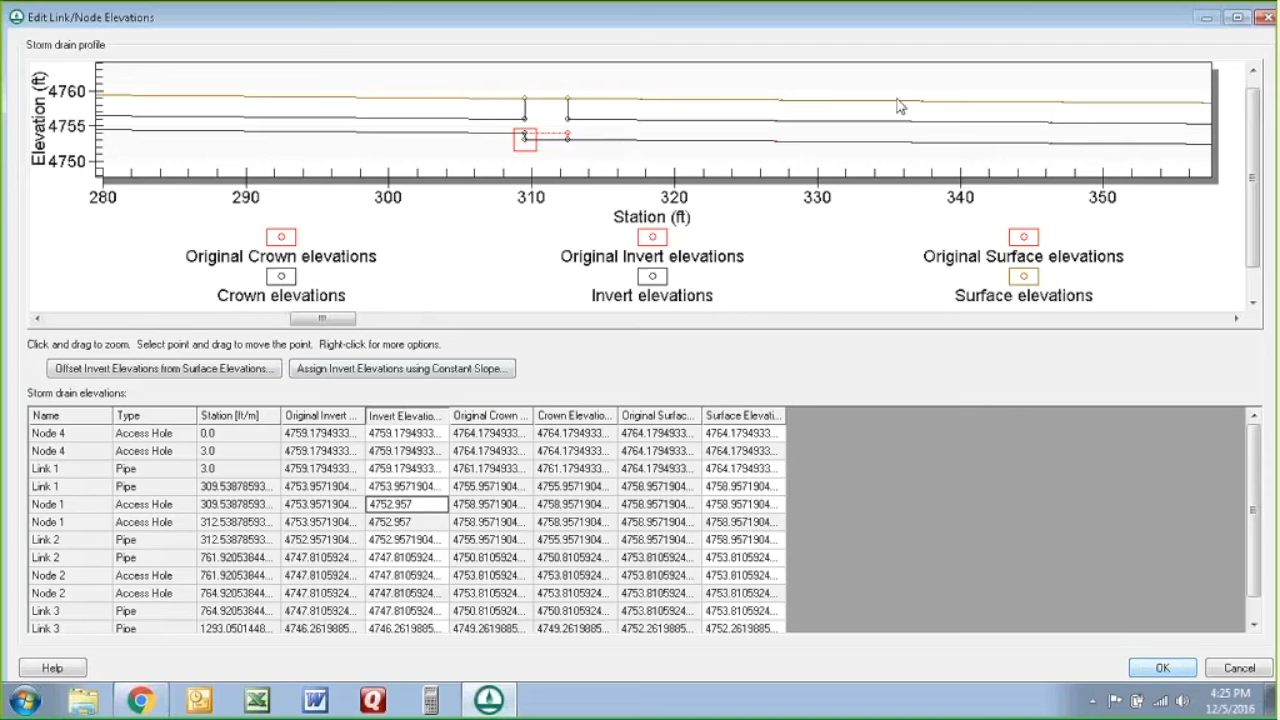 Edit Link/Node Elevations
Storm drain profile
Elevation (ft)
4760
4755
4750
280 290 300 310 320 330 340 350
Station (ft)
Original Crown elevations Original Invert elevations Original Surface elevations
Crown elevations Invert elevations Surface elevations
Click and drag to zoom. Select point and drag to move the point. Right-click for more options.
Offset Invert Elevations from Surface Elevations... Assign Invert Elevations using Constant Slope...
Storm drain elevations:
Name Type Station [ft/m] Original Invert ... Invert Elevatio... Original Crown ... Crown Elevatio... Original Surfac... Surface Elevati...
Node 4 Access Hole 0.0 4759.1794933... 4759.1794933... 4764.1794933... 4764.1794933... 4764.1794933... 4764.1794933...
Node 4 Access Hole 3.0 4759.1794933... 4759.1794933... 4764.1794933... 4764.1794933... 4764.1794933... 4764.1794933...
Link 1 Pipe 3.0 4759.1794933... 4759.1794933... 4761.1794933... 4761.1794933... 4764.1794933... 4764.1794933...
Link 1 Pipe 309.53878593... 4753.9571904... 4753.9571904... 4755.9571904... 4755.9571904... 4758.9571904... 4758.9571904...
Node 1 Access Hole 309.53878593... 4753.9571904... 4752.957 4758.9571904... 4758.9571904... 4758.9571904... 4758.9571904...
Node 1 Access Hole 312.53878593... 4753.9571904... 4752.957 4758.9571904... 4758.9571904... 4758.9571904... 4758.9571904...
Link 2 Pipe 312.53878593... 4752.9571904... 4752.9571904... 4755.9571904... 4755.9571904... 4758.9571904... 4758.9571904...
Link 2 Pipe 761.92053844... 4747.8105924... 4747.8105924... 4750.8105924... 4750.8105924... 4753.8105924... 4753.8105924...
Node 2 Access Hole 761.92053844... 4747.8105924... 4747.8105924... 4753.8105924... 4753.8105924... 4753.8105924... 4753.8105924...
Node 2 Access Hole 764.92053844... 4747.8105924... 4747.8105924... 4753.8105924... 4753.8105924... 4753.8105924... 4753.8105924...
Link 3 Pipe 764.92053844... 4747.8105924... 4747.8105924... 4750.8105924... 4750.8105924... 4753.8105924... 4753.8105924...
Link 3 Pipe 1293.0501448... 4746.2619885... 4746.2619885... 4749.2619885... 4749.2619885... 4752.2619885... 4752.2619885...
Help OK Cancel
4:25 PM
12/5/2016